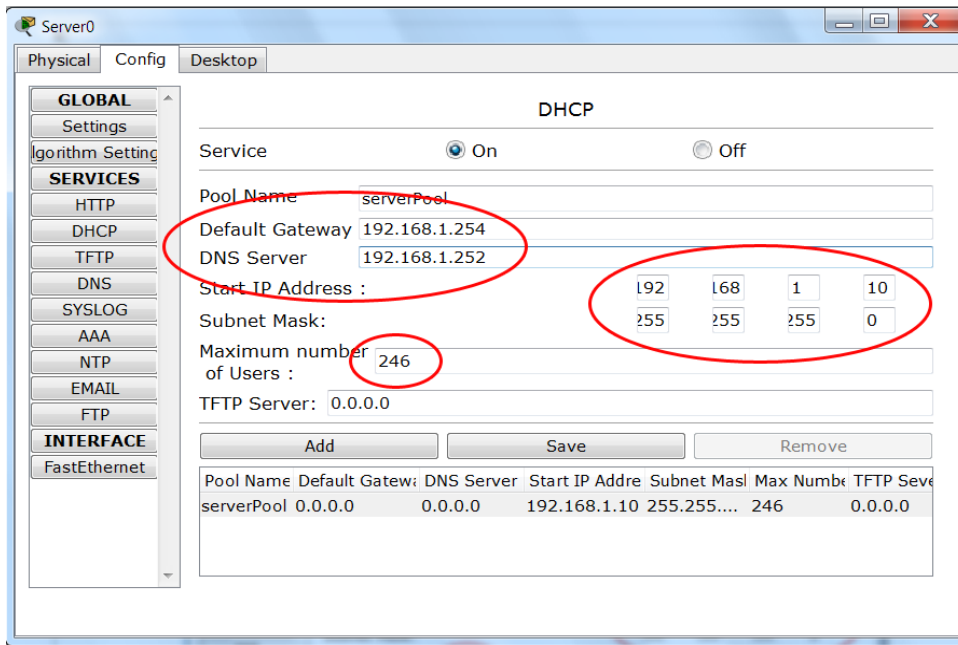 Server0
Physical Config Desktop
GLOBAL
Settings
lgorithm Setting
SERVICES
HTTP
DHCP
TFTP
DNS
SYSLOG
AAA
NTP
EMAIL
FTP
INTERFACE
FastEthernet
DHCP
Service On Off
Pool Name serverPool
Default Gateway 192.168.1.254
DNS Server 192.168.1.252
Start IP Address : 192 168 1 10
Subnet Mask: 255 255 255 0
Maximum number
of Users : 246
TFTP Server: 0.0.0.0
Add Save Remove
Pool Name Default Gatewa DNS Server Start IP Addre Subnet Masl Max Numbe TFTP Seve
serverPool 0.0.0.0 0.0.0.0 192.168.1.10 255.255.... 246 0.0.0.0